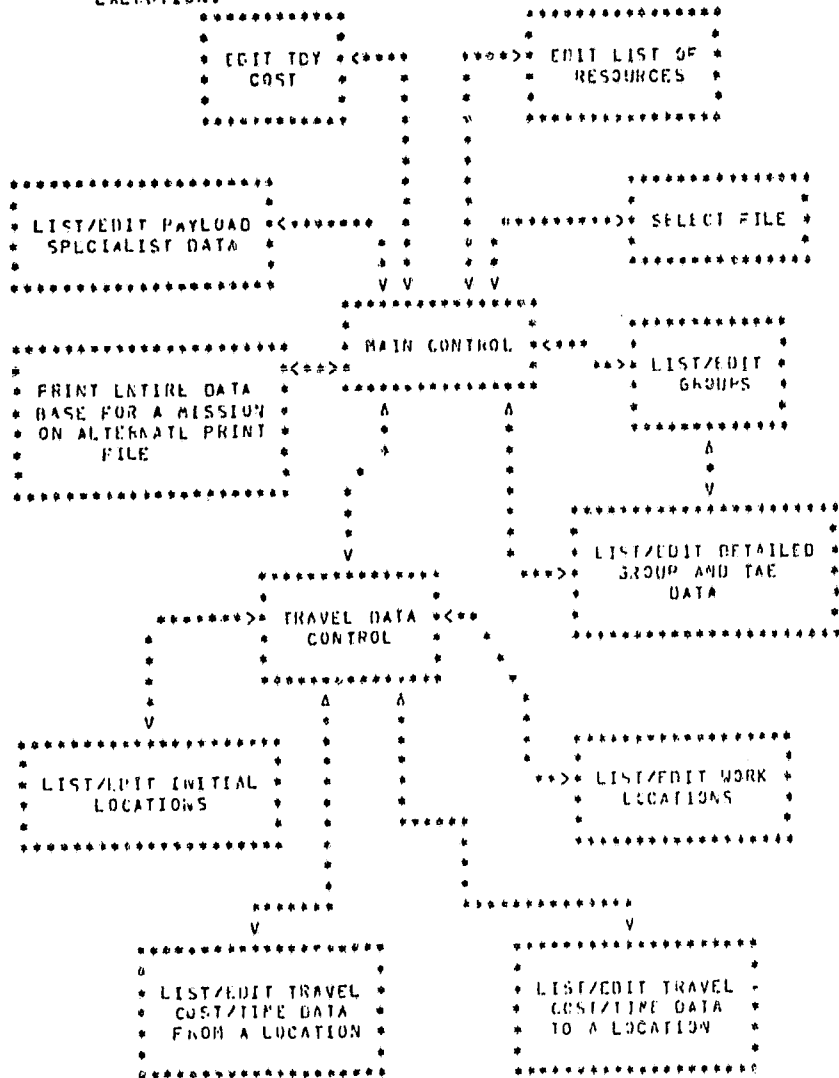 EXECUTION.
EDIT TDY
COST
EDIT LIST OF
RESOURCES
LIST/EDIT PAYLOAD
SPECIALIST DATA
SELECT FILE
MAIN CONTROL
LIST/EDIT
GROUPS
PRINT ENTIRE DATA
BASE FOR A MISSION
ON ALTERNATE PRINT
FILE
LIST/EDIT DETAILED
GROUP AND TAE
DATA
TRAVEL DATA
CONTROL
LIST/EDIT INITIAL
LOCATIONS
LIST/EDIT WORK
LOCATIONS
LIST/EDIT TRAVEL
COST/TIME DATA
FROM A LOCATION
LIST/EDIT TRAVEL
COST/TIME DATA
TO A LOCATION